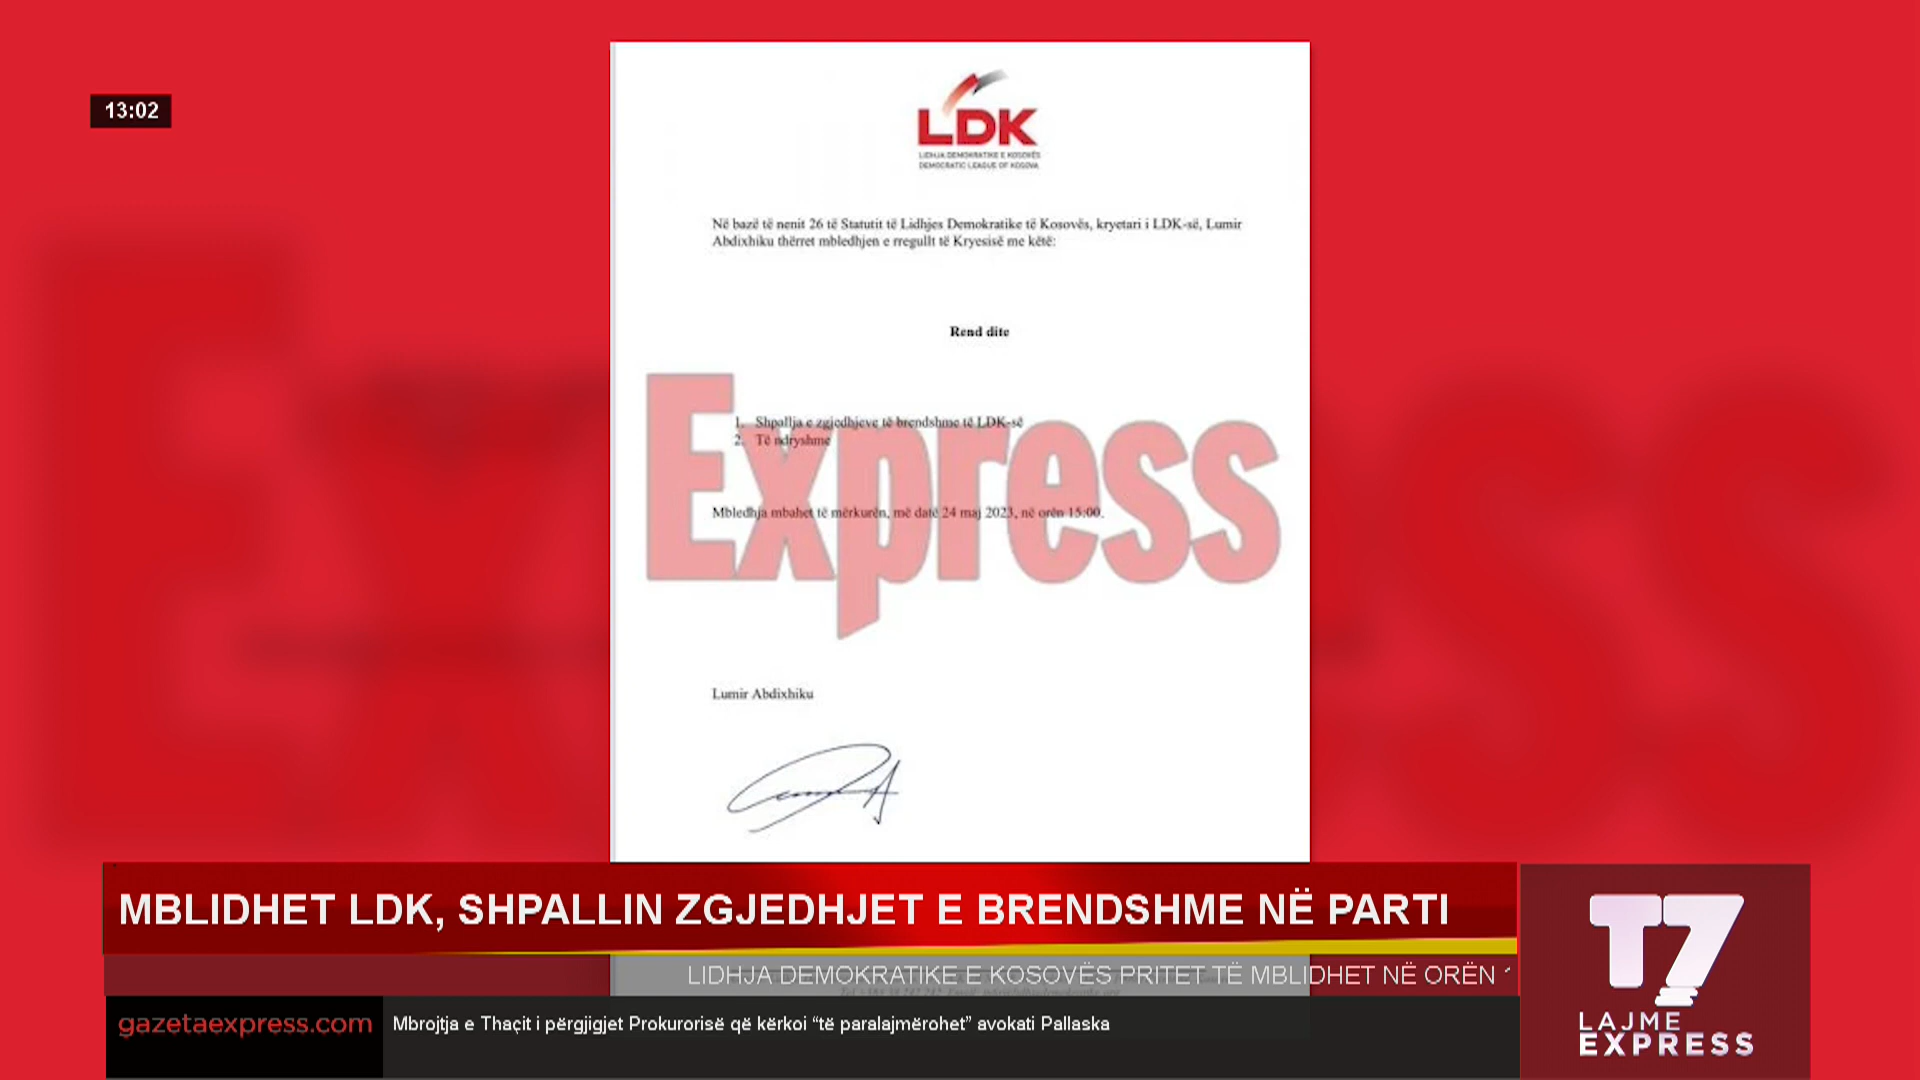 13:02
LDK
LIDHJA DEMOKRATIKE E KOSOVËS
DEMOCRATIC LEAGUE OF KOSOVA
Në bazë të nenit 26 të Statutit të Lidhjes Demokratike të Kosovës, kryetari i LDK-së, Lumir
Abdixhiku thërret mbledhjen e rregullt të Kryesisë me këtë:
Rend dite
Express
1. Shpallja e zgjedhjeve të brendshme të LDK-së
2. Të ndryshme
Mbledhja mbahet të mërkurën, më datë 24 maj 2023, në orën 15:00.
Lumir Abdixhiku
MBLIDHET LDK, SHPALLIN ZGJEDHJET E BRENDSHME NË PARTI
LIDHJA DEMOKRATIKE E KOSOVËS PRITET TË MBLIDHET NË ORËN
gazetaexpress.com
Mbrojtja e Thaçit i përgjigjet Prokurorisë që kërkoi “të paralajmërohet” avokati Pallaska
T7
LAJME
EXPRESS